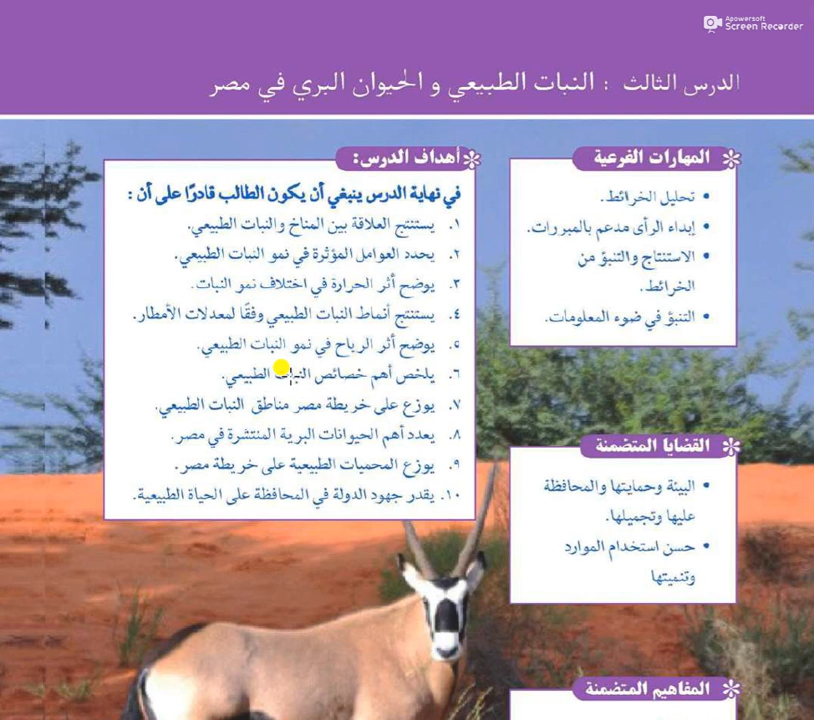 Apowersoft
Screen Recorder
الدرس الثالث : النبات الطبيعي و الحيوان البري في مصر
المهارات الفرعية
• تحليل الخرائط.
• إبداء الرأى مدعم بالمبررات.
• الاستنتاج والتنبؤ من
الخرائط.
• التنبؤ في ضوء المعلومات.
أهداف الدرس:
في نهاية الدرس ينبغي أن يكون الطالب قادرًا على أن :
١. يستنتج العلاقة بين المناخ والنبات الطبيعي.
٢. يحدد العوامل المؤثرة في نمو النبات الطبيعي.
٣. يوضح أثر الحرارة في اختلاف نمو النبات.
٤. يستنتج أنماط النبات الطبيعي وفقًا لمعدلات الأمطار.
٥. يوضح أثر الرياح في نمو النبات الطبيعي.
٦. يلخص أهم خصائص النبات الطبيعي.
٧. يوزع على خريطة مصر مناطق النبات الطبيعي.
٨. يعدد أهم الحيوانات البرية المنتشرة في مصر.
٩. يوزع المحميات الطبيعية على خريطة مصر.
١٠. يقدر جهود الدولة في المحافظة على الحياة الطبيعية.
القضايا المتضمنة
• البيئة وحمايتها والمحافظة
عليها وتجميلها.
• حسن استخدام الموارد
وتنميتها
المفاهيم المتضمنة